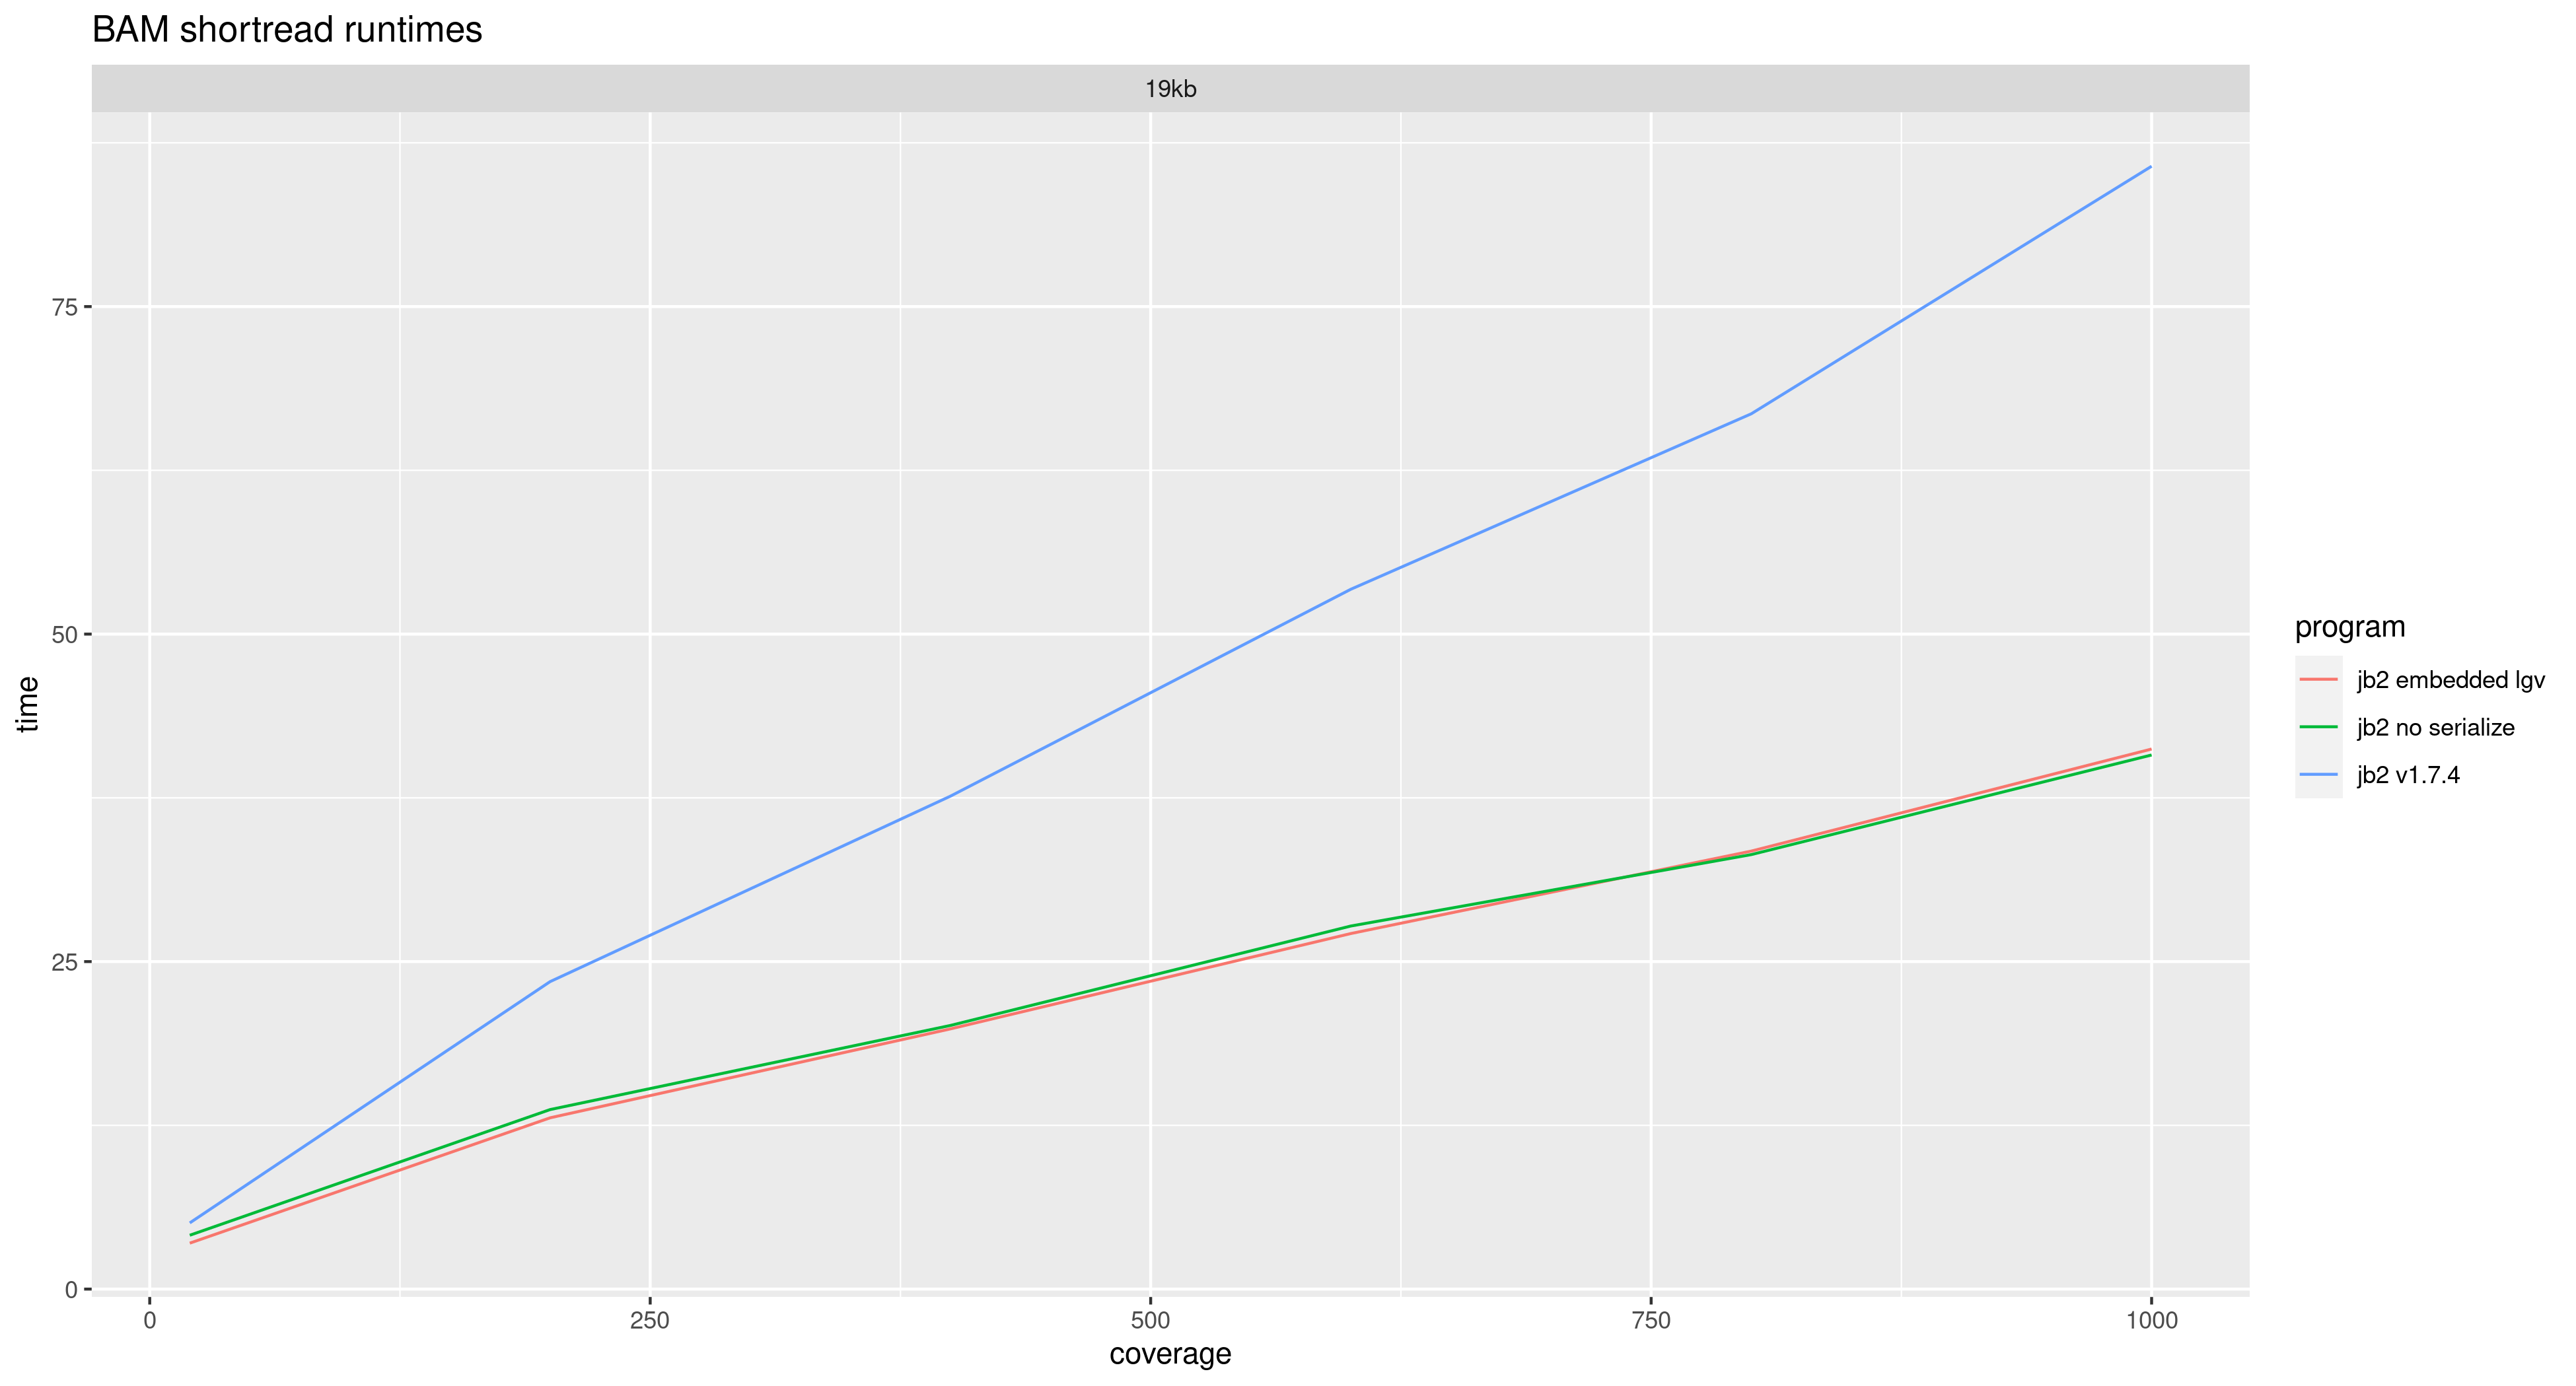 BAM shortread runtimes
19kb
75
50
25
0
time
0 250 500 750 1000
coverage
program
jb2 embedded lgv
jb2 no serialize
jb2 v1.7.4